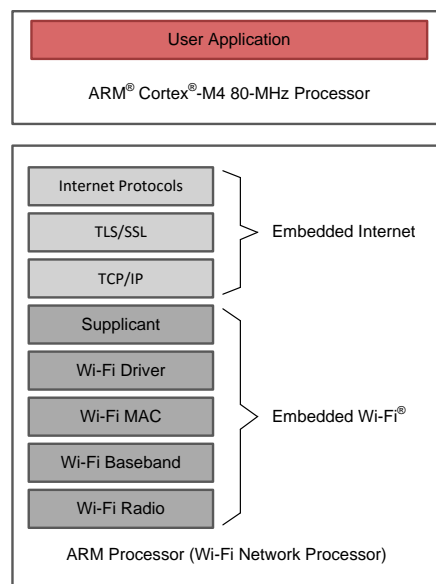 User Application
ARM® Cortex®-M4 80-MHz Processor
Internet Protocols
TLS/SSL
Embedded Internet
TCP/IP
Supplicant
Wi-Fi Driver
Wi-Fi MAC
Embedded Wi-Fi®
Wi-Fi Baseband
Wi-Fi Radio
ARM Processor (Wi-Fi Network Processor)